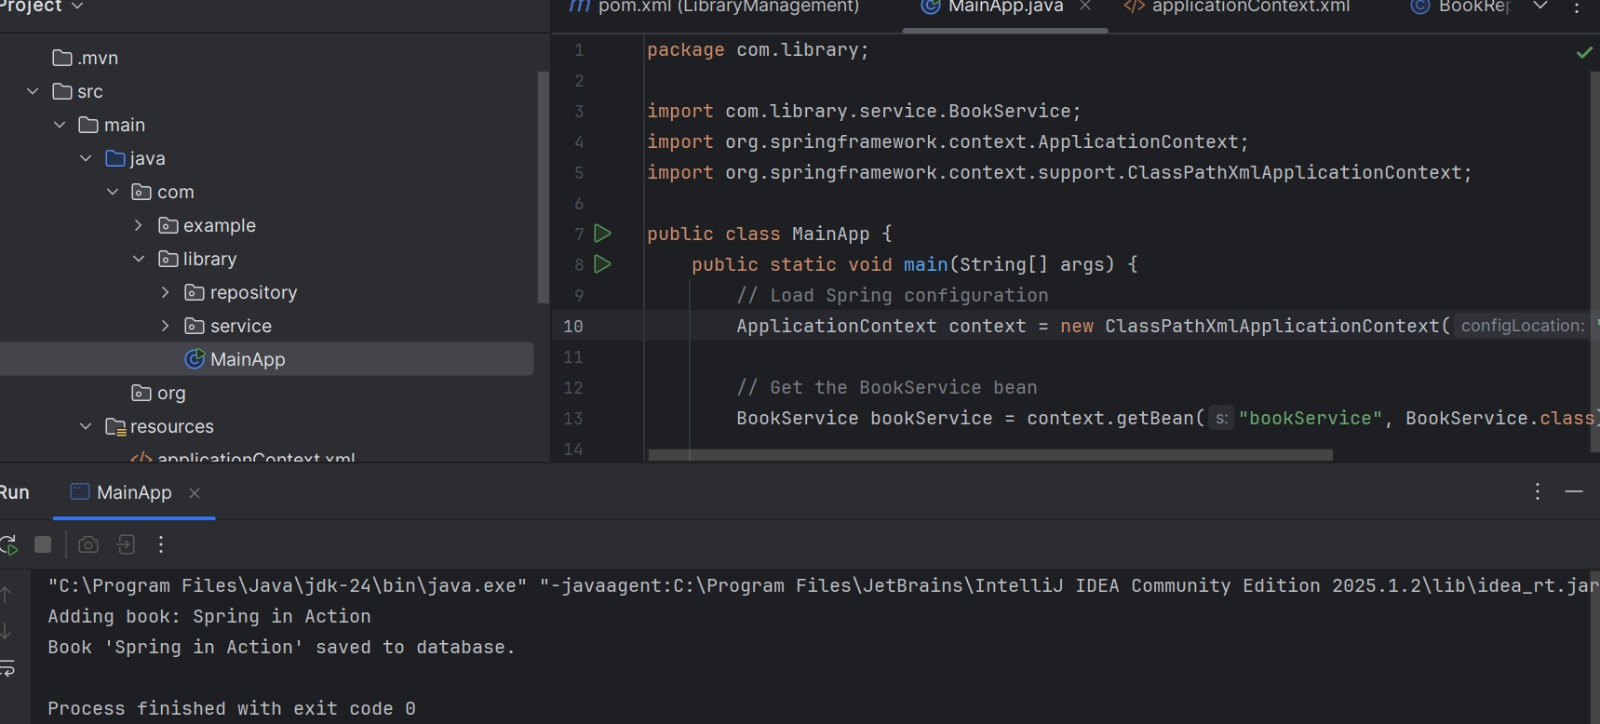 Project
.mvn
src
main
java
com
example
library
repository
service
MainApp
org
resources
applicationContext.xml
pom.xml (LibraryManagement)
MainApp.java
applicationContext.xml
1 package com.library;
2
3 import com.library.service.BookService;
4 import org.springframework.context.ApplicationContext;
5 import org.springframework.context.support.ClassPathXmlApplicationContext;
6
7 public class MainApp {
8 public static void main(String[] args) {
9 // Load Spring configuration
10 ApplicationContext context = new ClassPathXmlApplicationContext( configLocation: "
11
12 // Get the BookService bean
13 BookService bookService = context.getBean( s: "bookService", BookService.class)
14
Run
MainApp
"C:\Program Files\Java\jdk-24\bin\java.exe" "-javaagent:C:\Program Files\JetBrains\IntelliJ IDEA Community Edition 2025.1.2\lib\idea_rt.jar
Adding book: Spring in Action
Book 'Spring in Action' saved to database.
Process finished with exit code 0